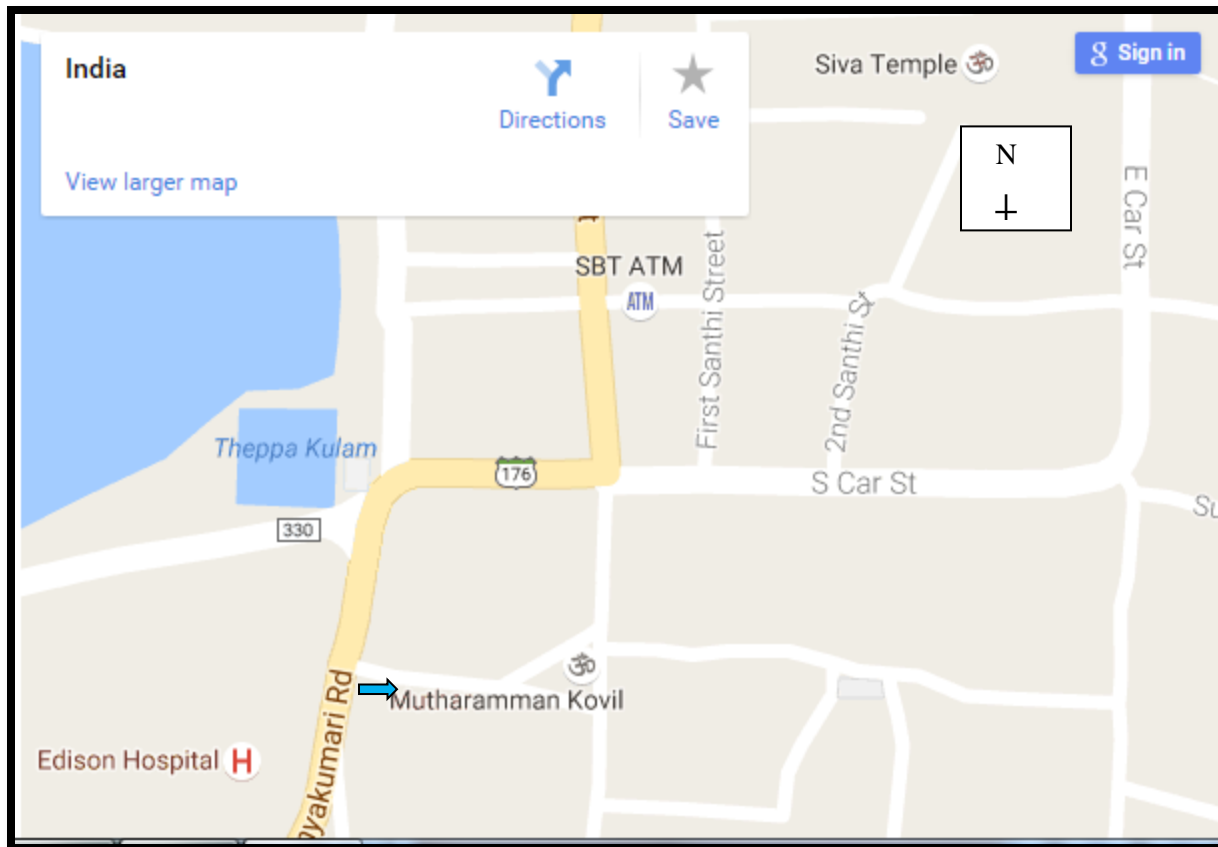 India
Directions
Save
View larger map
Siva Temple
Sign in
N
E Car St
SBT ATM
ATM
First Santhi Street
2nd Santhi St
Theppa Kulam
176
S Car St
330
Mutharamman Kovil
Edison Hospital H
nyakumari Rd